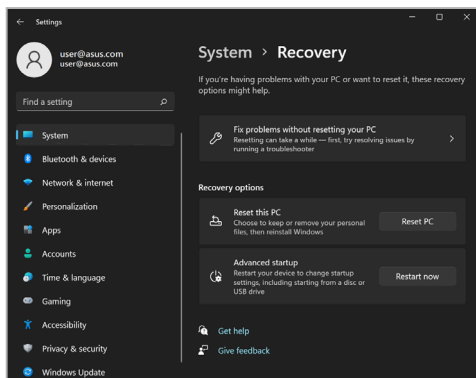 Settings
user@asus.com
user@asus.com
Find a setting
System
Bluetooth & devices
Network & internet
Personalization
Apps
Accounts
Time & language
Gaming
Accessibility
Privacy & security
Windows Update
System > Recovery
If you're having problems with your PC or want to reset it, these recovery
options might help.
Fix problems without resetting your PC
Resetting can take a while — first, try resolving issues by
running a troubleshooter
Recovery options
Reset this PC
Choose to keep or remove your personal
files, then reinstall Windows
Reset PC
Advanced startup
Restart your device to change startup
settings, including starting from a disc or
USB drive
Restart now
Get help
Give feedback